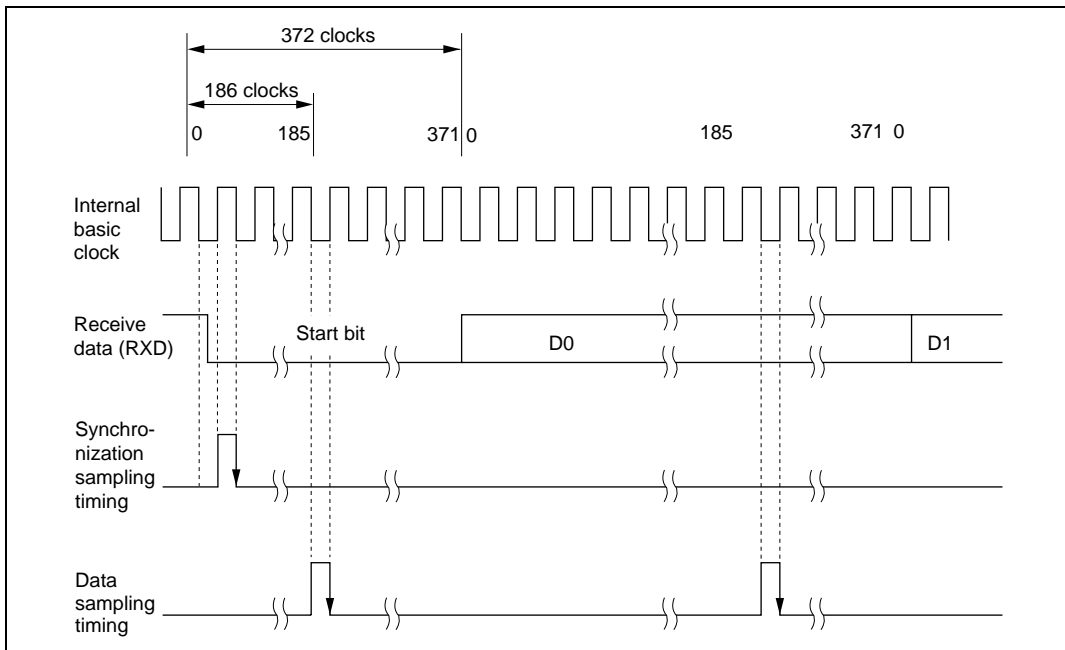 372 clocks
186 clocks
0 185 371 0 185 371 0
Internal
basic
clock
Receive
data (RXD)
Start bit
D0
D1
Synchro-
nization
sampling
timing
Data
sampling
timing